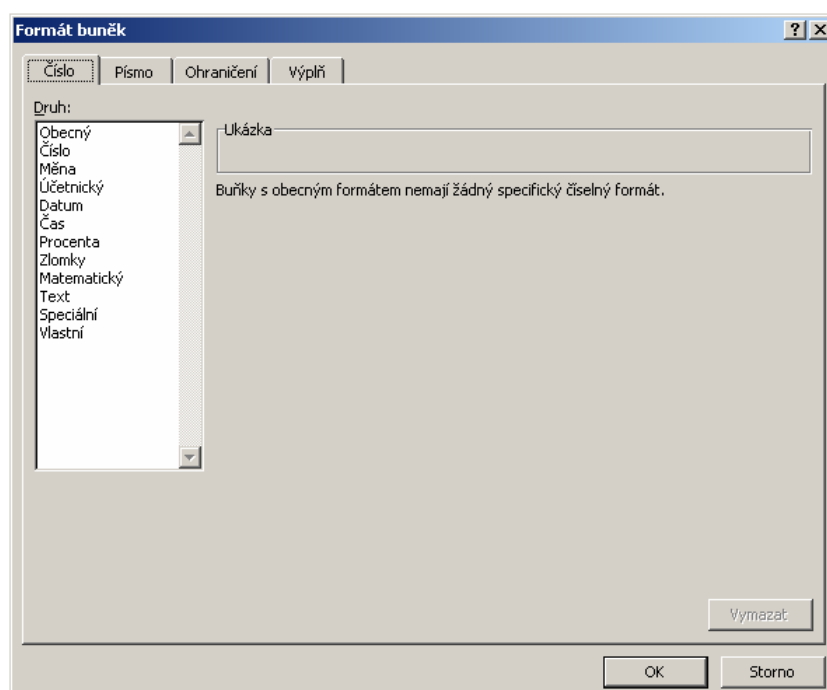 Formát buněk
Číslo Písmo Ohraničení Výplň
Druh:
Obecný
Číslo
Měna
Účetnický
Datum
Čas
Procenta
Zlomky
Matematický
Text
Speciální
Vlastní
Ukázka
Buňky s obecným formátem nemají žádný specifický číselný formát.
Vymazat
OK Storno